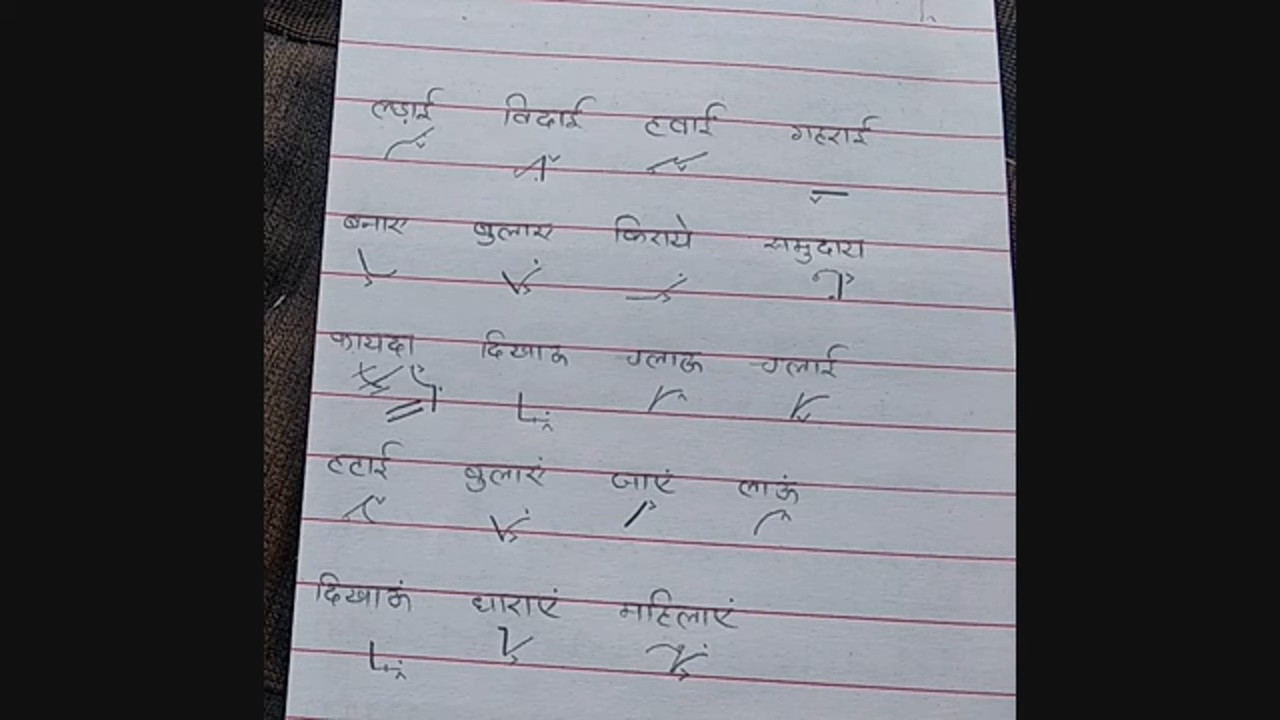 लड़ाई विदाई हवाई गहराई
बनाए बुलाए किराये समुदाय
फायदा दिखाऊ चलाऊ चलाई
हटाई बुलाएं जाएं लाऊं
दिखाऊं धाराएं महिलाएं